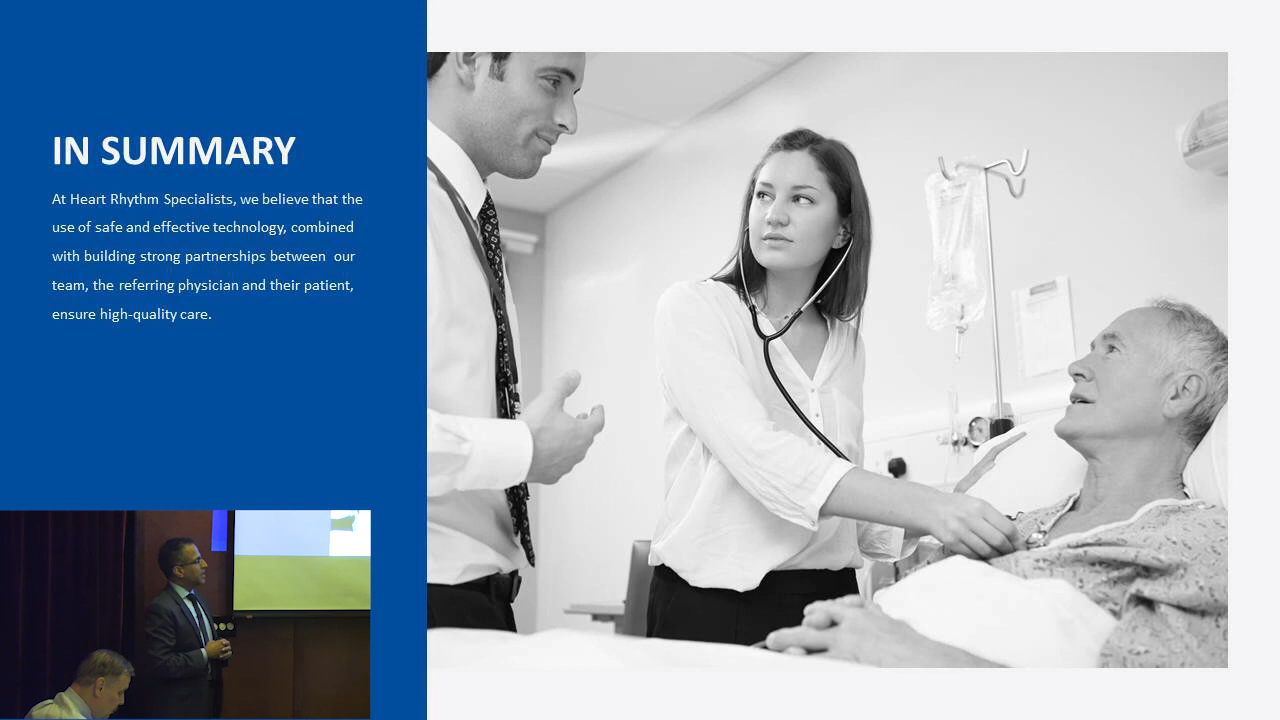 IN SUMMARY
At Heart Rhythm Specialists, we believe that the
use of safe and effective technology, combined
with building strong partnerships between  our
team, the referring physician and their patient,
ensure high-quality care.